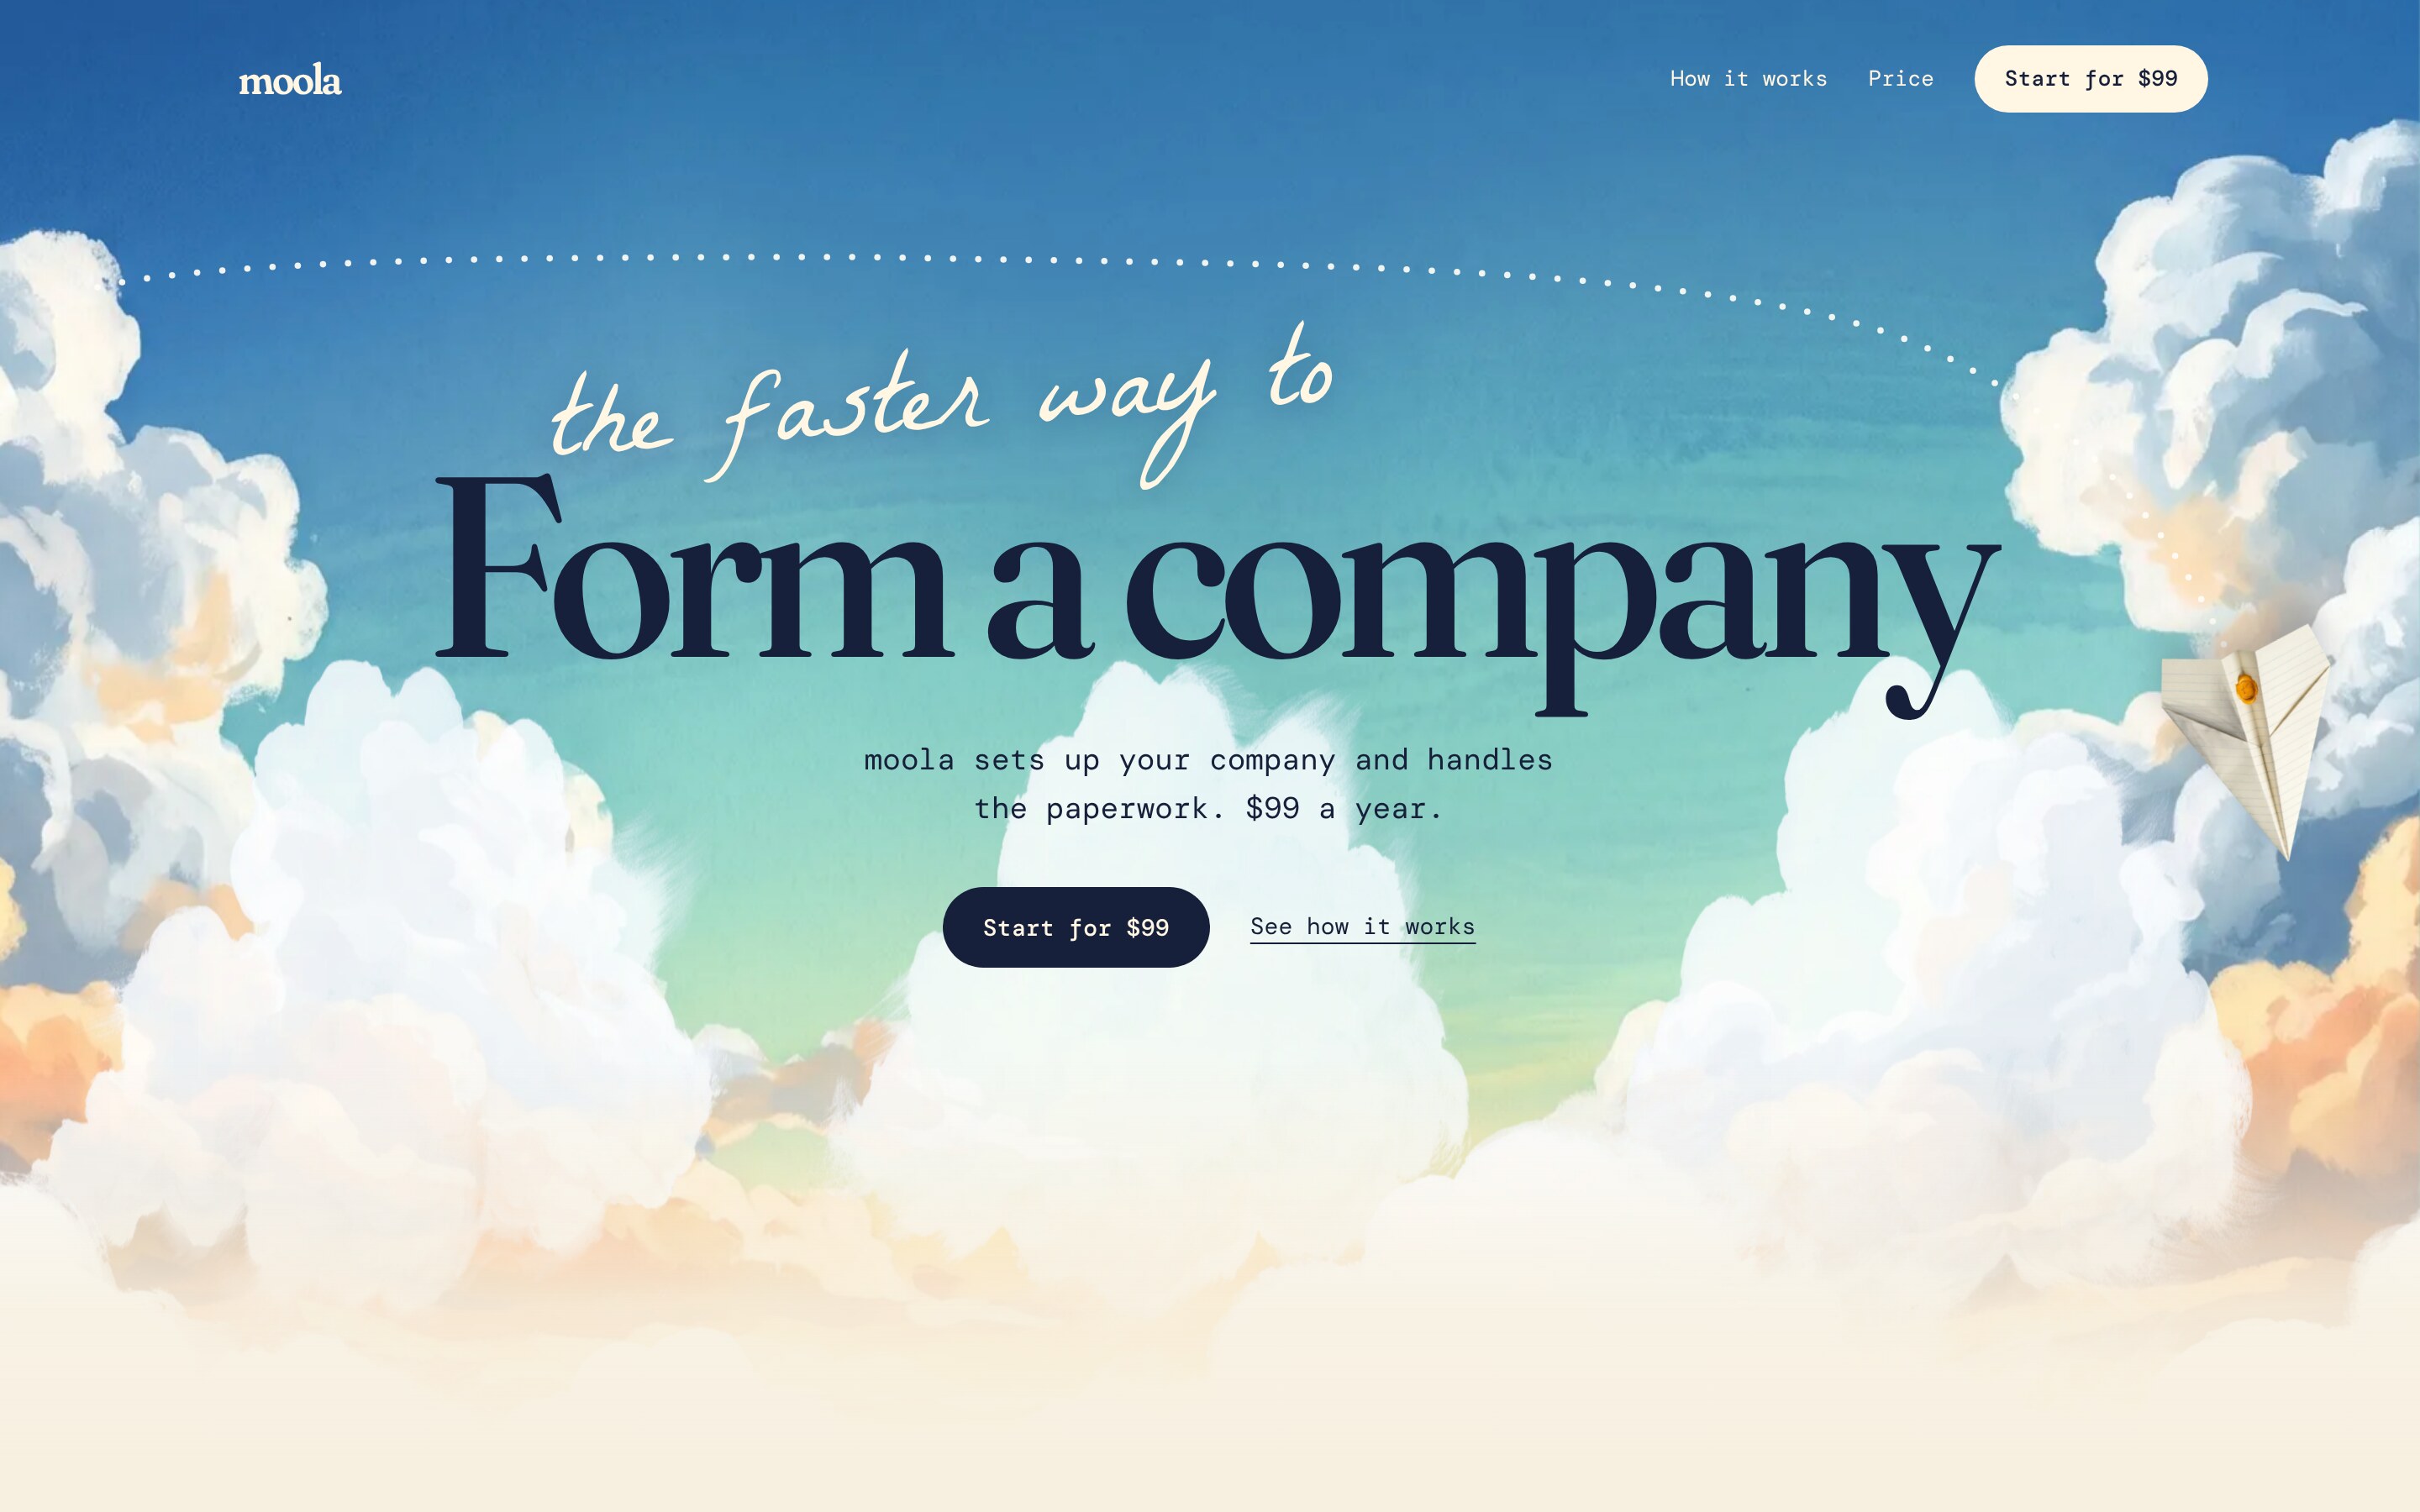 moola
How it works
Price
Start for $99
the faster way to
Form a company
moola sets up your company and handles
the paperwork. $99 a year.
Start for $99
See how it works